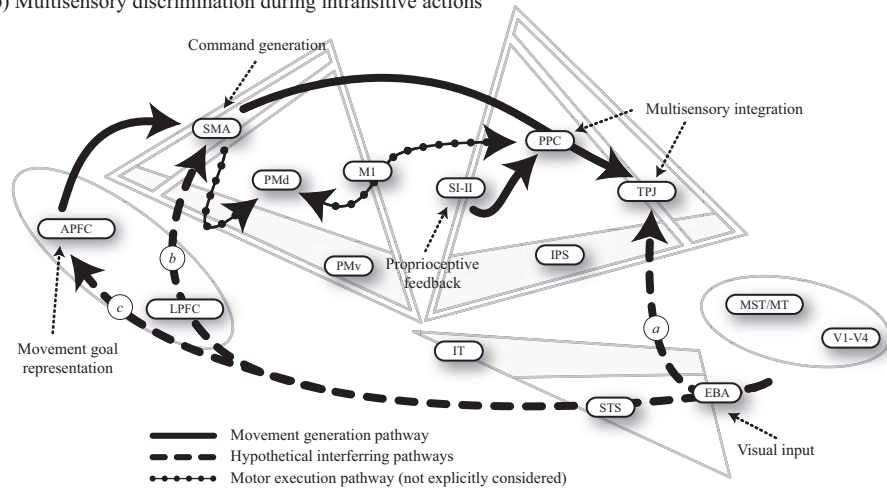 ) Multisensory discrimination during intransitive actions
Command generation
SMA
Multisensory integration
PPC
M1
PMd
SI-II
TPJ
APFC
b
Proprioceptive
feedback
IPS
PMv
c
LPFC
MST/MT
a
V1-V4
Movement goal
representation
IT
EBA
STS
Visual input
Movement generation pathway
Hypothetical interfering pathways
Motor execution pathway (not explicitly considered)